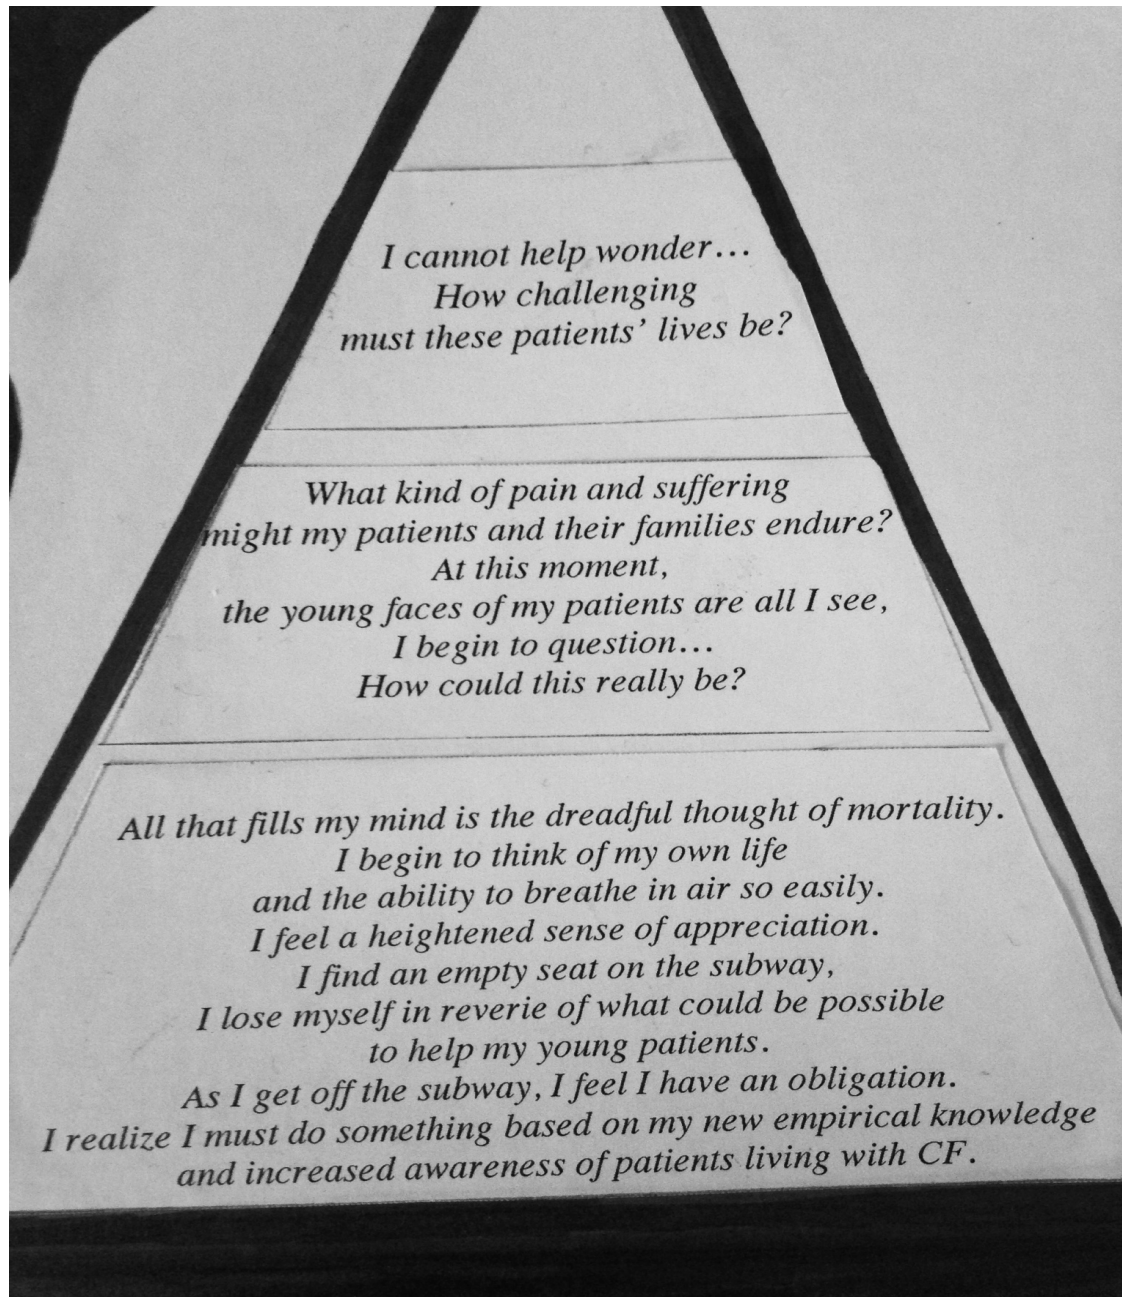 I cannot help wonder...
How challenging
must these patients' lives be?
What kind of pain and suffering
might my patients and their families endure?
At this moment,
the young faces of my patients are all I see,
I begin to question...
How could this really be?
All that fills my mind is the dreadful thought of mortality.
I begin to think of my own life
and the ability to breathe in air so easily.
I feel a heightened sense of appreciation.
I find an empty seat on the subway,
I lose myself in reverie of what could be possible
to help my young patients.
As I get off the subway, I feel I have an obligation.
I realize I must do something based on my new empirical knowledge
and increased awareness of patients living with CF.